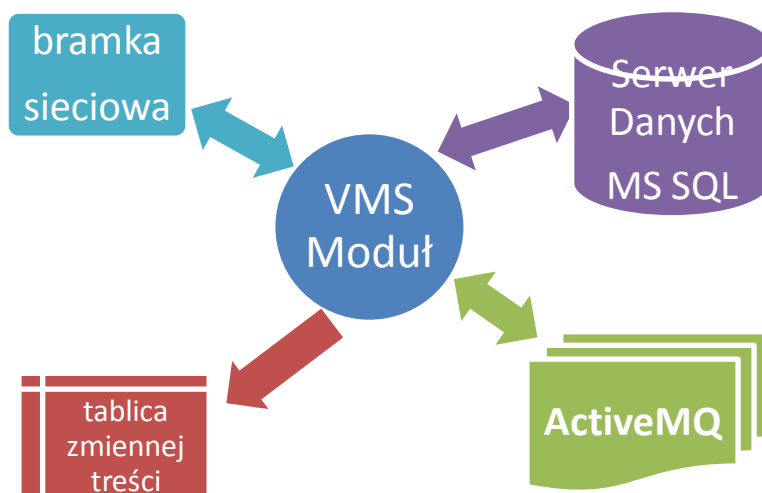 bramka
sieciowa
Serwer
Danych
MS SQL
VMS
Moduł
tablica
zmiennej
treści
ActiveMQ